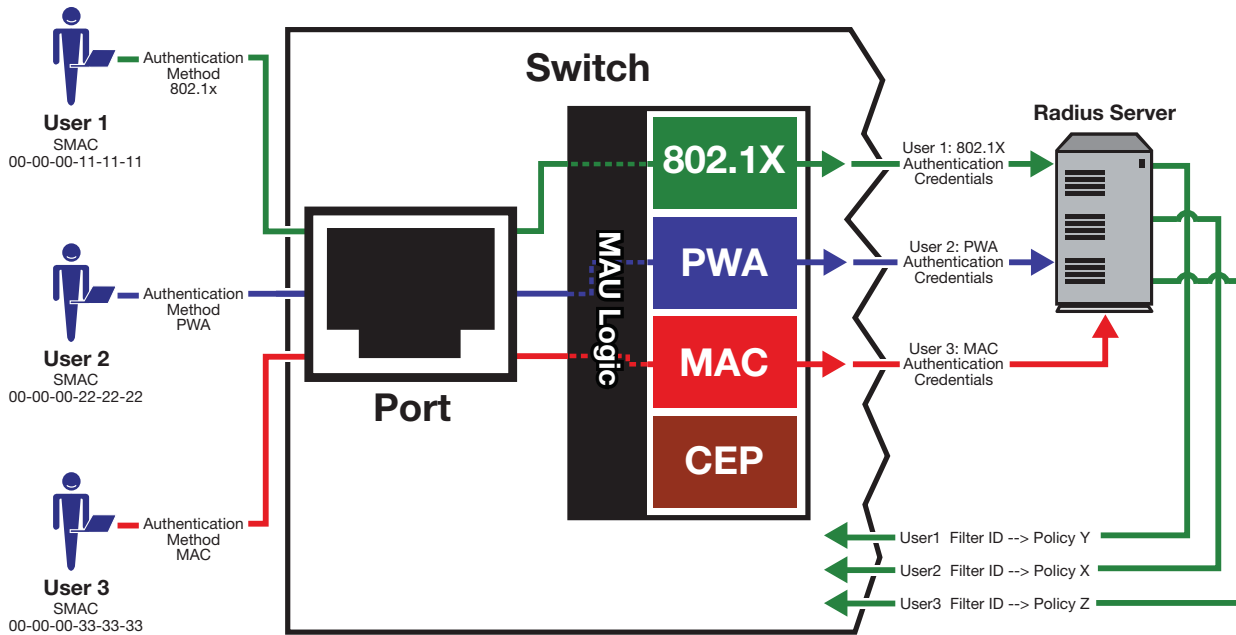 Authentication
Method
802.1x
User 1
SMAC
00-00-00-11-11-11
Authentication
Method
PWA
User 2
SMAC
00-00-00-22-22-22
Authentication
Method
MAC
User 3
SMAC
00-00-00-33-33-33
Switch
Port
MAU Logic
802.1X
PWA
MAC
CEP
User 1: 802.1X
Authentication
Credentials
User 2: PWA
Authentication
Credentials
User 3: MAC
Authentication
Credentials
Radius Server
User1 Filter ID --> Policy Y
User2 Filter ID --> Policy X
User3 Filter ID --> Policy Z